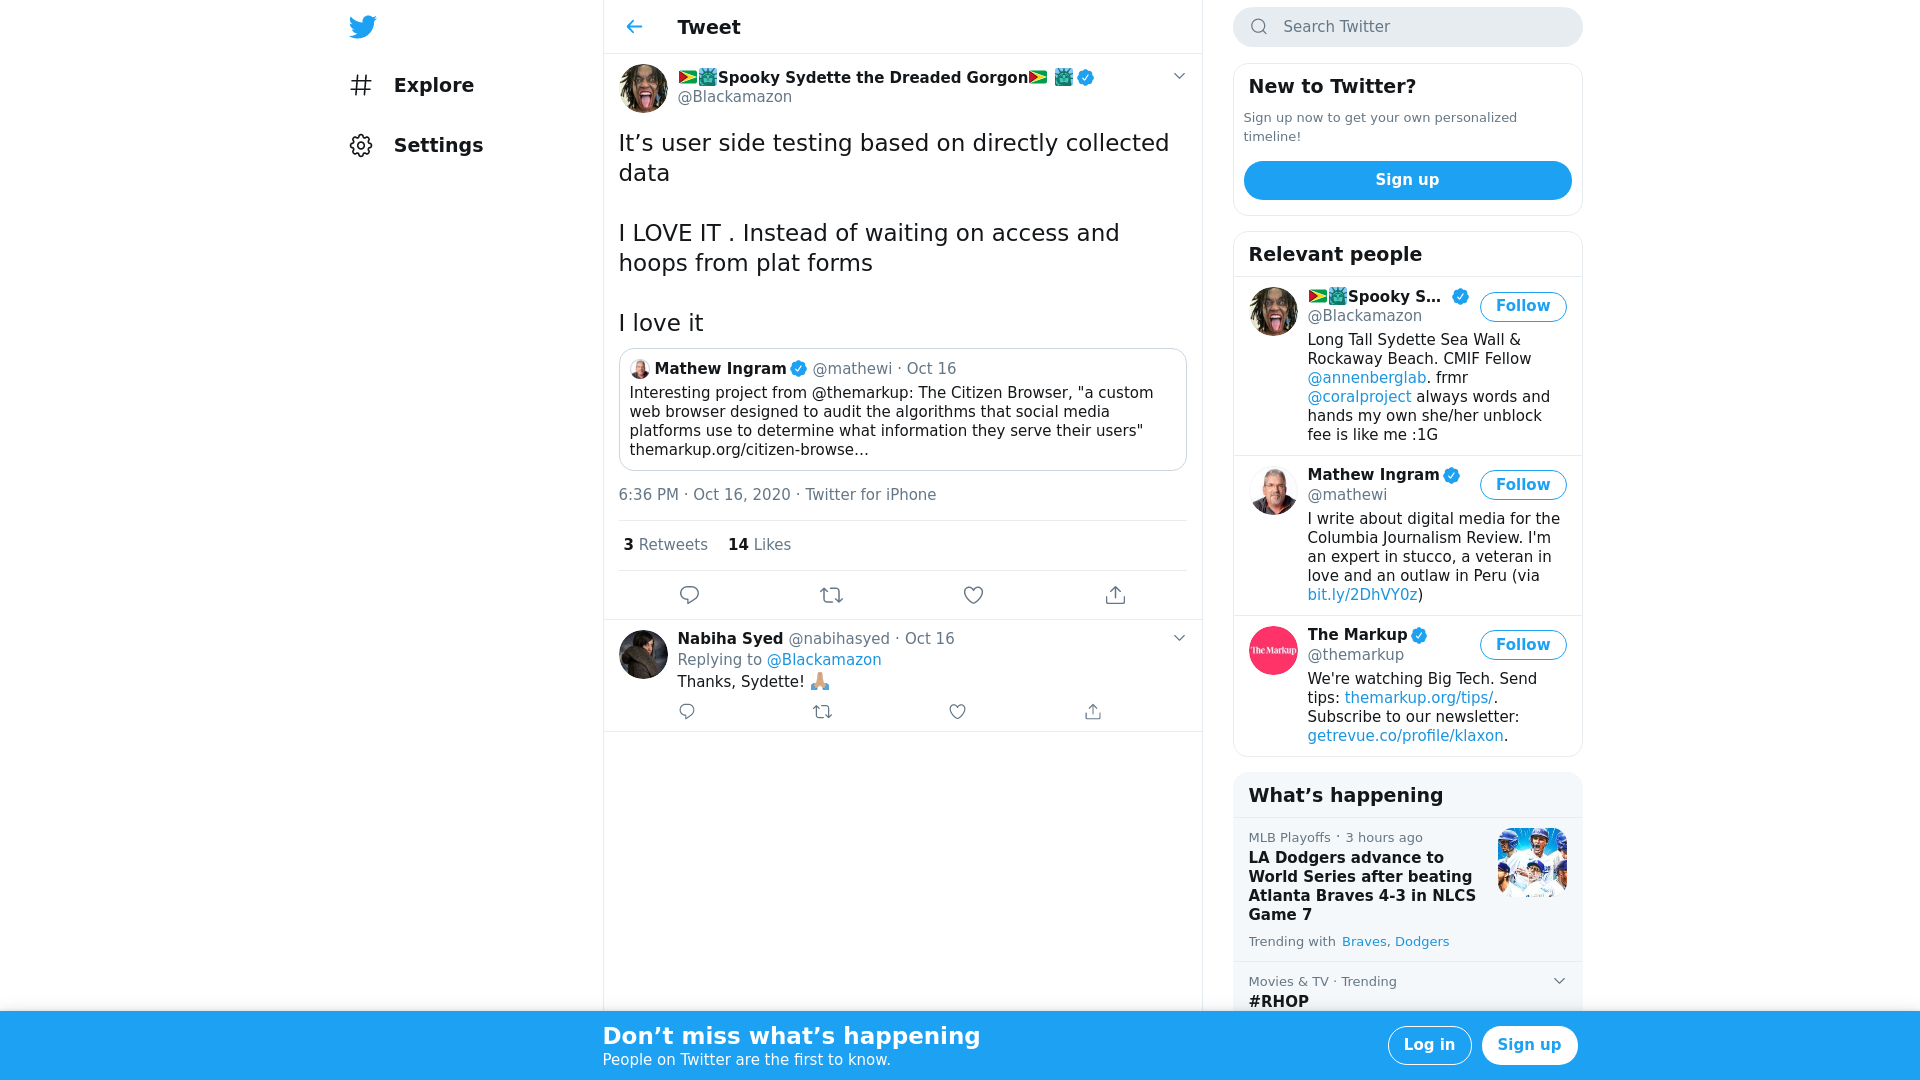 Explore
Settings
Tweet
🇬🇾🗽Spooky Sydette the Dreaded Gorgon🇬🇾 🗽
@Blackamazon
It’s user side testing based on directly collected
data
I LOVE IT . Instead of waiting on access and
hoops from plat forms
I love it
Mathew Ingram @mathewi · Oct 16
Interesting project from @themarkup: The Citizen Browser, "a custom
web browser designed to audit the algorithms that social media
platforms use to determine what information they serve their users"
themarkup.org/citizen-browse…
6:36 PM · Oct 16, 2020 · Twitter for iPhone
3 Retweets 14 Likes
Nabiha Syed @nabihasyed · Oct 16
Replying to @Blackamazon
Thanks, Sydette! 🙏🏽
Search Twitter
New to Twitter?
Sign up now to get your own personalized
timeline!
Sign up
Relevant people
🇬🇾🗽Spooky S…
@Blackamazon
Follow
Long Tall Sydette Sea Wall &
Rockaway Beach. CMIF Fellow
@annenberglab. frmr
@coralproject always words and
hands my own she/her unblock
fee is like me :1G
Mathew Ingram
@mathewi
Follow
I write about digital media for the
Columbia Journalism Review. I'm
an expert in stucco, a veteran in
love and an outlaw in Peru (via
bit.ly/2DhVY0z)
The Markup
The Markup
@themarkup
Follow
We're watching Big Tech. Send
tips: themarkup.org/tips/.
Subscribe to our newsletter:
getrevue.co/profile/klaxon.
What’s happening
MLB Playoffs · 3 hours ago
LA Dodgers advance to
World Series after beating
Atlanta Braves 4-3 in NLCS
Game 7
Trending with Braves, Dodgers
Movies & TV · Trending
#RHOP
Don’t miss what’s happening
People on Twitter are the first to know.
Log in
Sign up